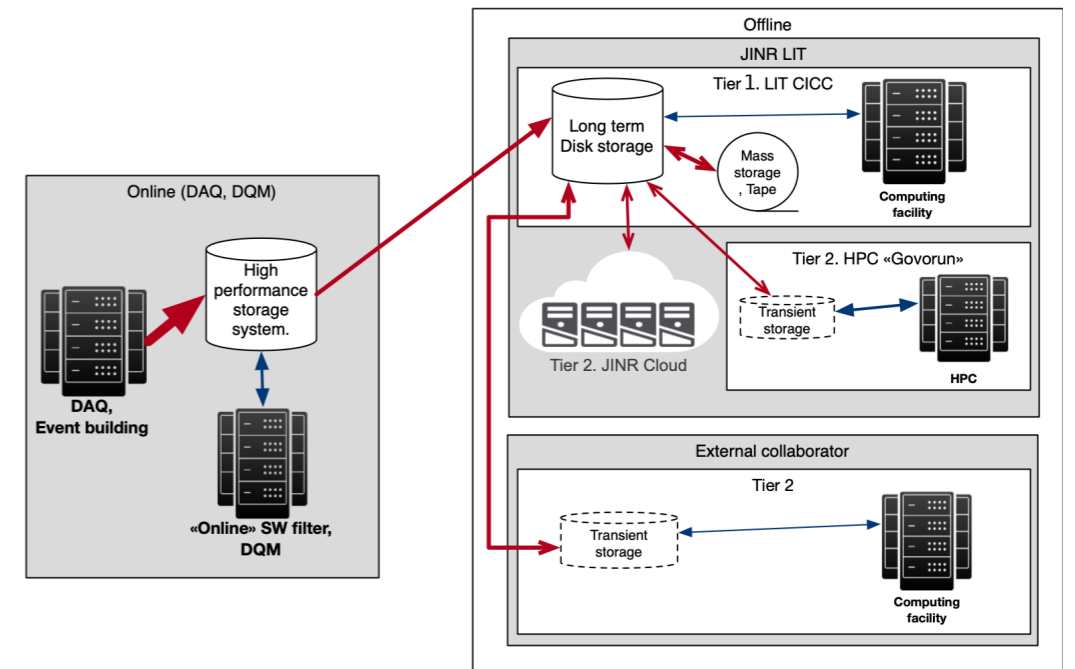 Offline
JINR LIT
Tier 1. LIT CICC
Long term
Disk storage
Mass
storage
, Tape
Computing
facility
Online (DAQ, DQM)
High
performance
storage
system.
DAQ,
Event building
«Online» SW filter,
DQM
Tier 2. HPC «Govorun»
Transient
storage
HPC
Tier 2. JINR Cloud
External collaborator
Tier 2
Transient
storage
Computing
facility